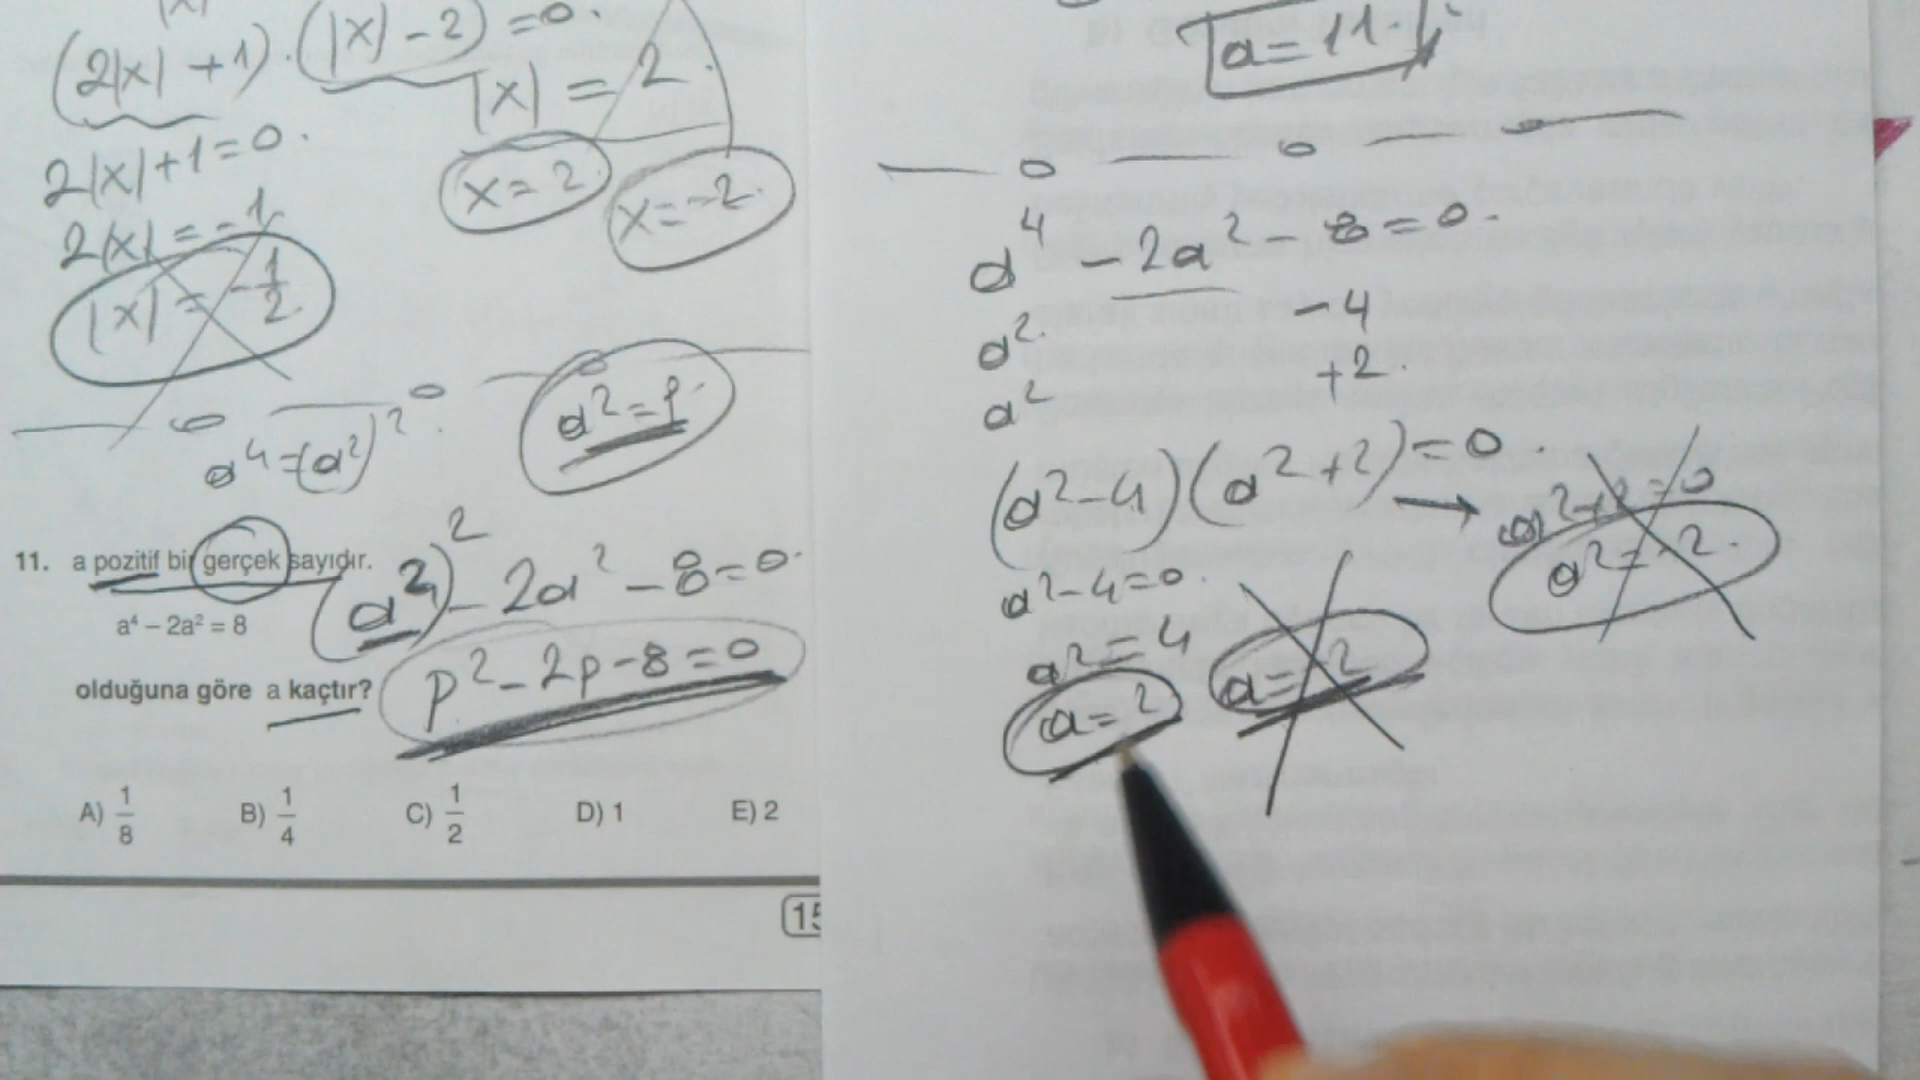 |x|
(2|x| + 1) · (|x| - 2) = 0.
|x| = 2.
2|x| + 1 = 0.
x = 2
x = -2.
2|x| = -1
|x| = -1/2
a⁴ = (a²)².
a² = p.
11. a pozitif bir gerçek sayıdır.
(a²)² - 2a² - 8 = 0.
a⁴ – 2a² = 8
p² - 2p - 8 = 0
olduğuna göre a kaçtır?
A) 1/8 B) 1/4 C) 1/2 D) 1 E) 2
15
a = 11.
a⁴ - 2a² - 8 = 0.
a². -4
a² +2.
(a² - 4)(a² + 2) = 0. →
a² + 2 = 0
a² = -2.
a² - 4 = 0.
a² = 4
a = 2
a = -2